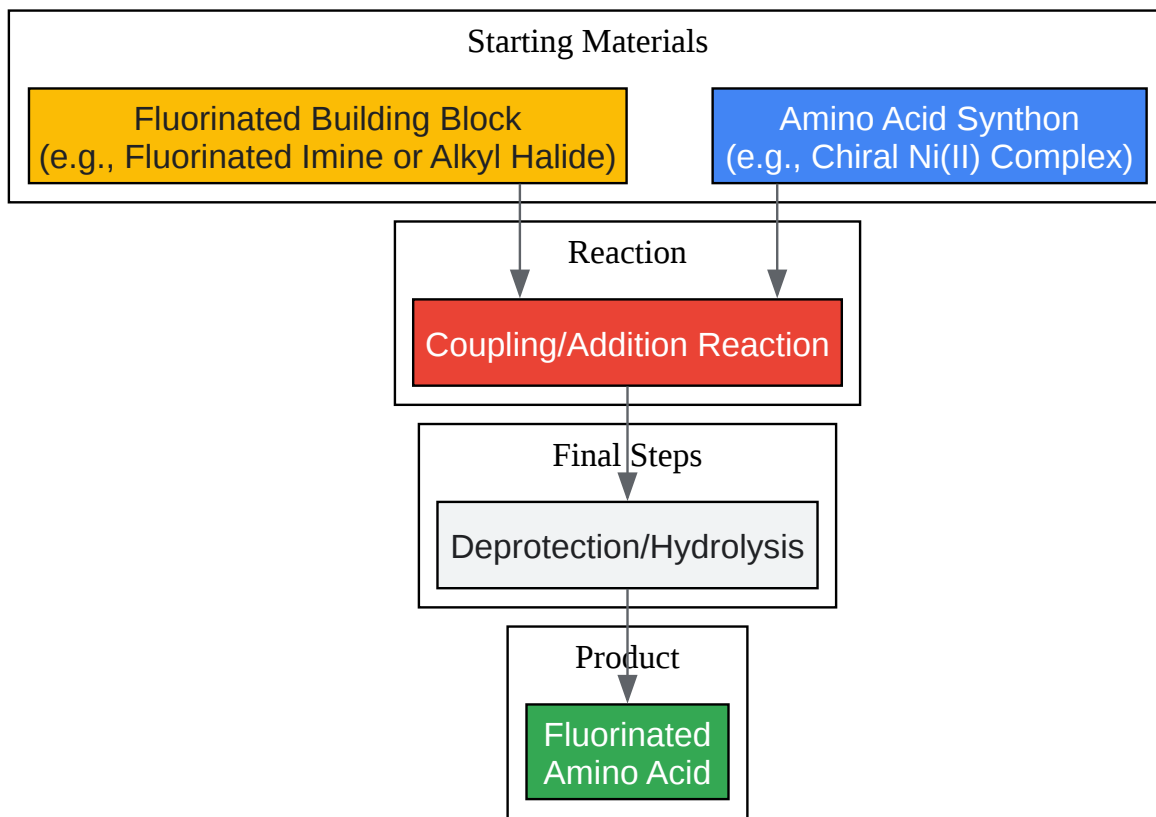 Starting Materials
Fluorinated Building Block
(e.g., Fluorinated Imine or Alkyl Halide)
Amino Acid Synthon
(e.g., Chiral Ni(II) Complex)
Reaction
Coupling/Addition Reaction
Final Steps
Deprotection/Hydrolysis
Product
Fluorinated
Amino Acid